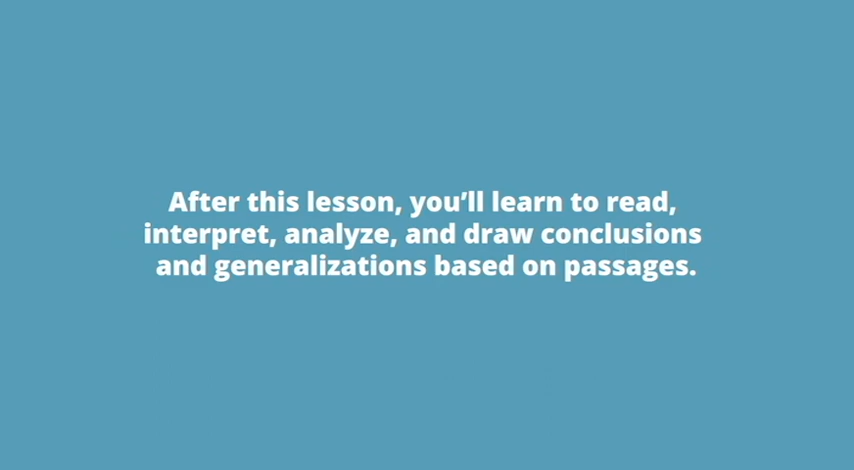 After this lesson, you’ll learn to read,
interpret, analyze, and draw conclusions
and generalizations based on passages.